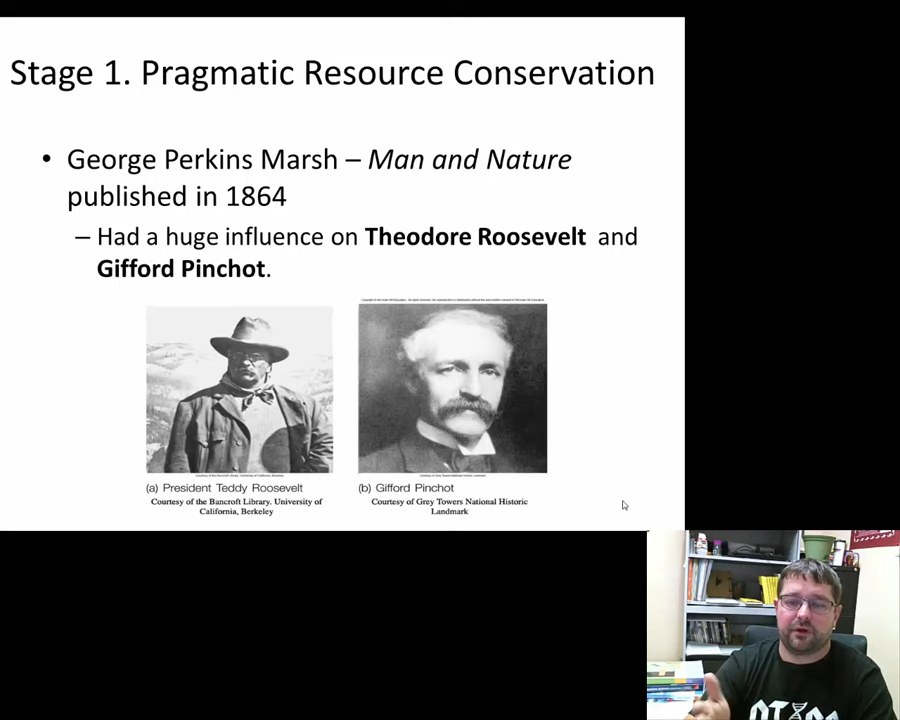 Stage 1. Pragmatic Resource Conservation
• George Perkins Marsh – Man and Nature
published in 1864
– Had a huge influence on Theodore Roosevelt and
Gifford Pinchot.
(a) President Teddy Roosevelt
Courtesy of the Bancroft Library. University of
California, Berkeley
(b) Gifford Pinchot
Courtesy of Grey Towers National Historic
Landmark